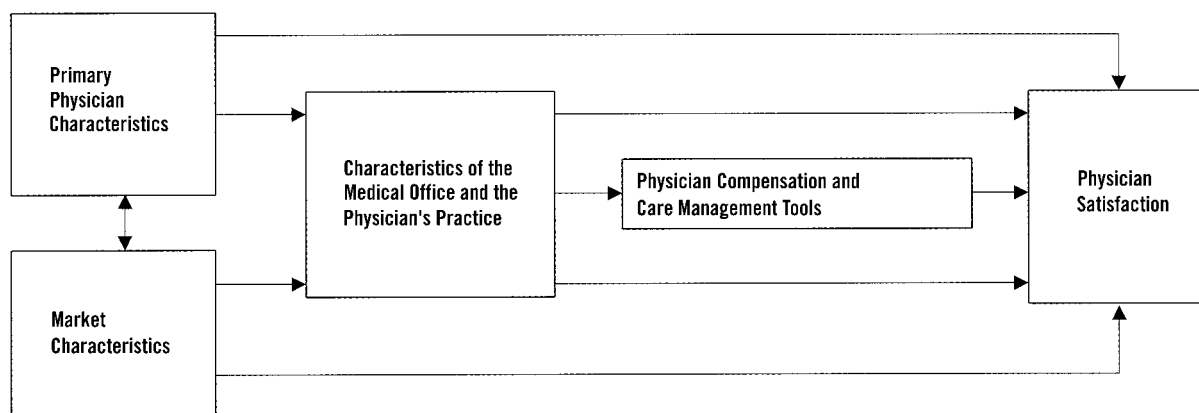 Primary
Physician
Characteristics
Characteristics of the
Medical Office and the
Physician's Practice
Physician Compensation and
Care Management Tools
Physician
Satisfaction
Market
Characteristics